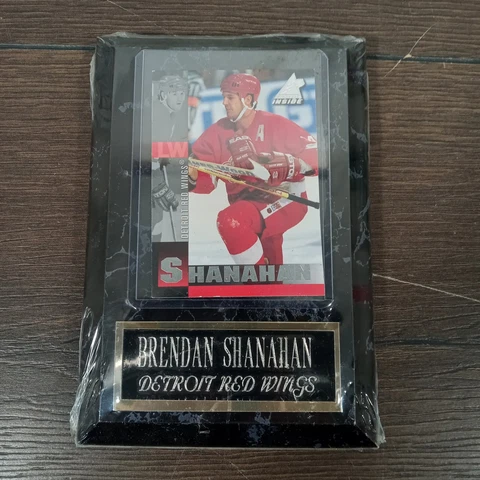 INSIDE
A
LW
DETROIT RED WINGS
SHANAHAN
BRENDAN SHANAHAN
DETROIT RED WINGS